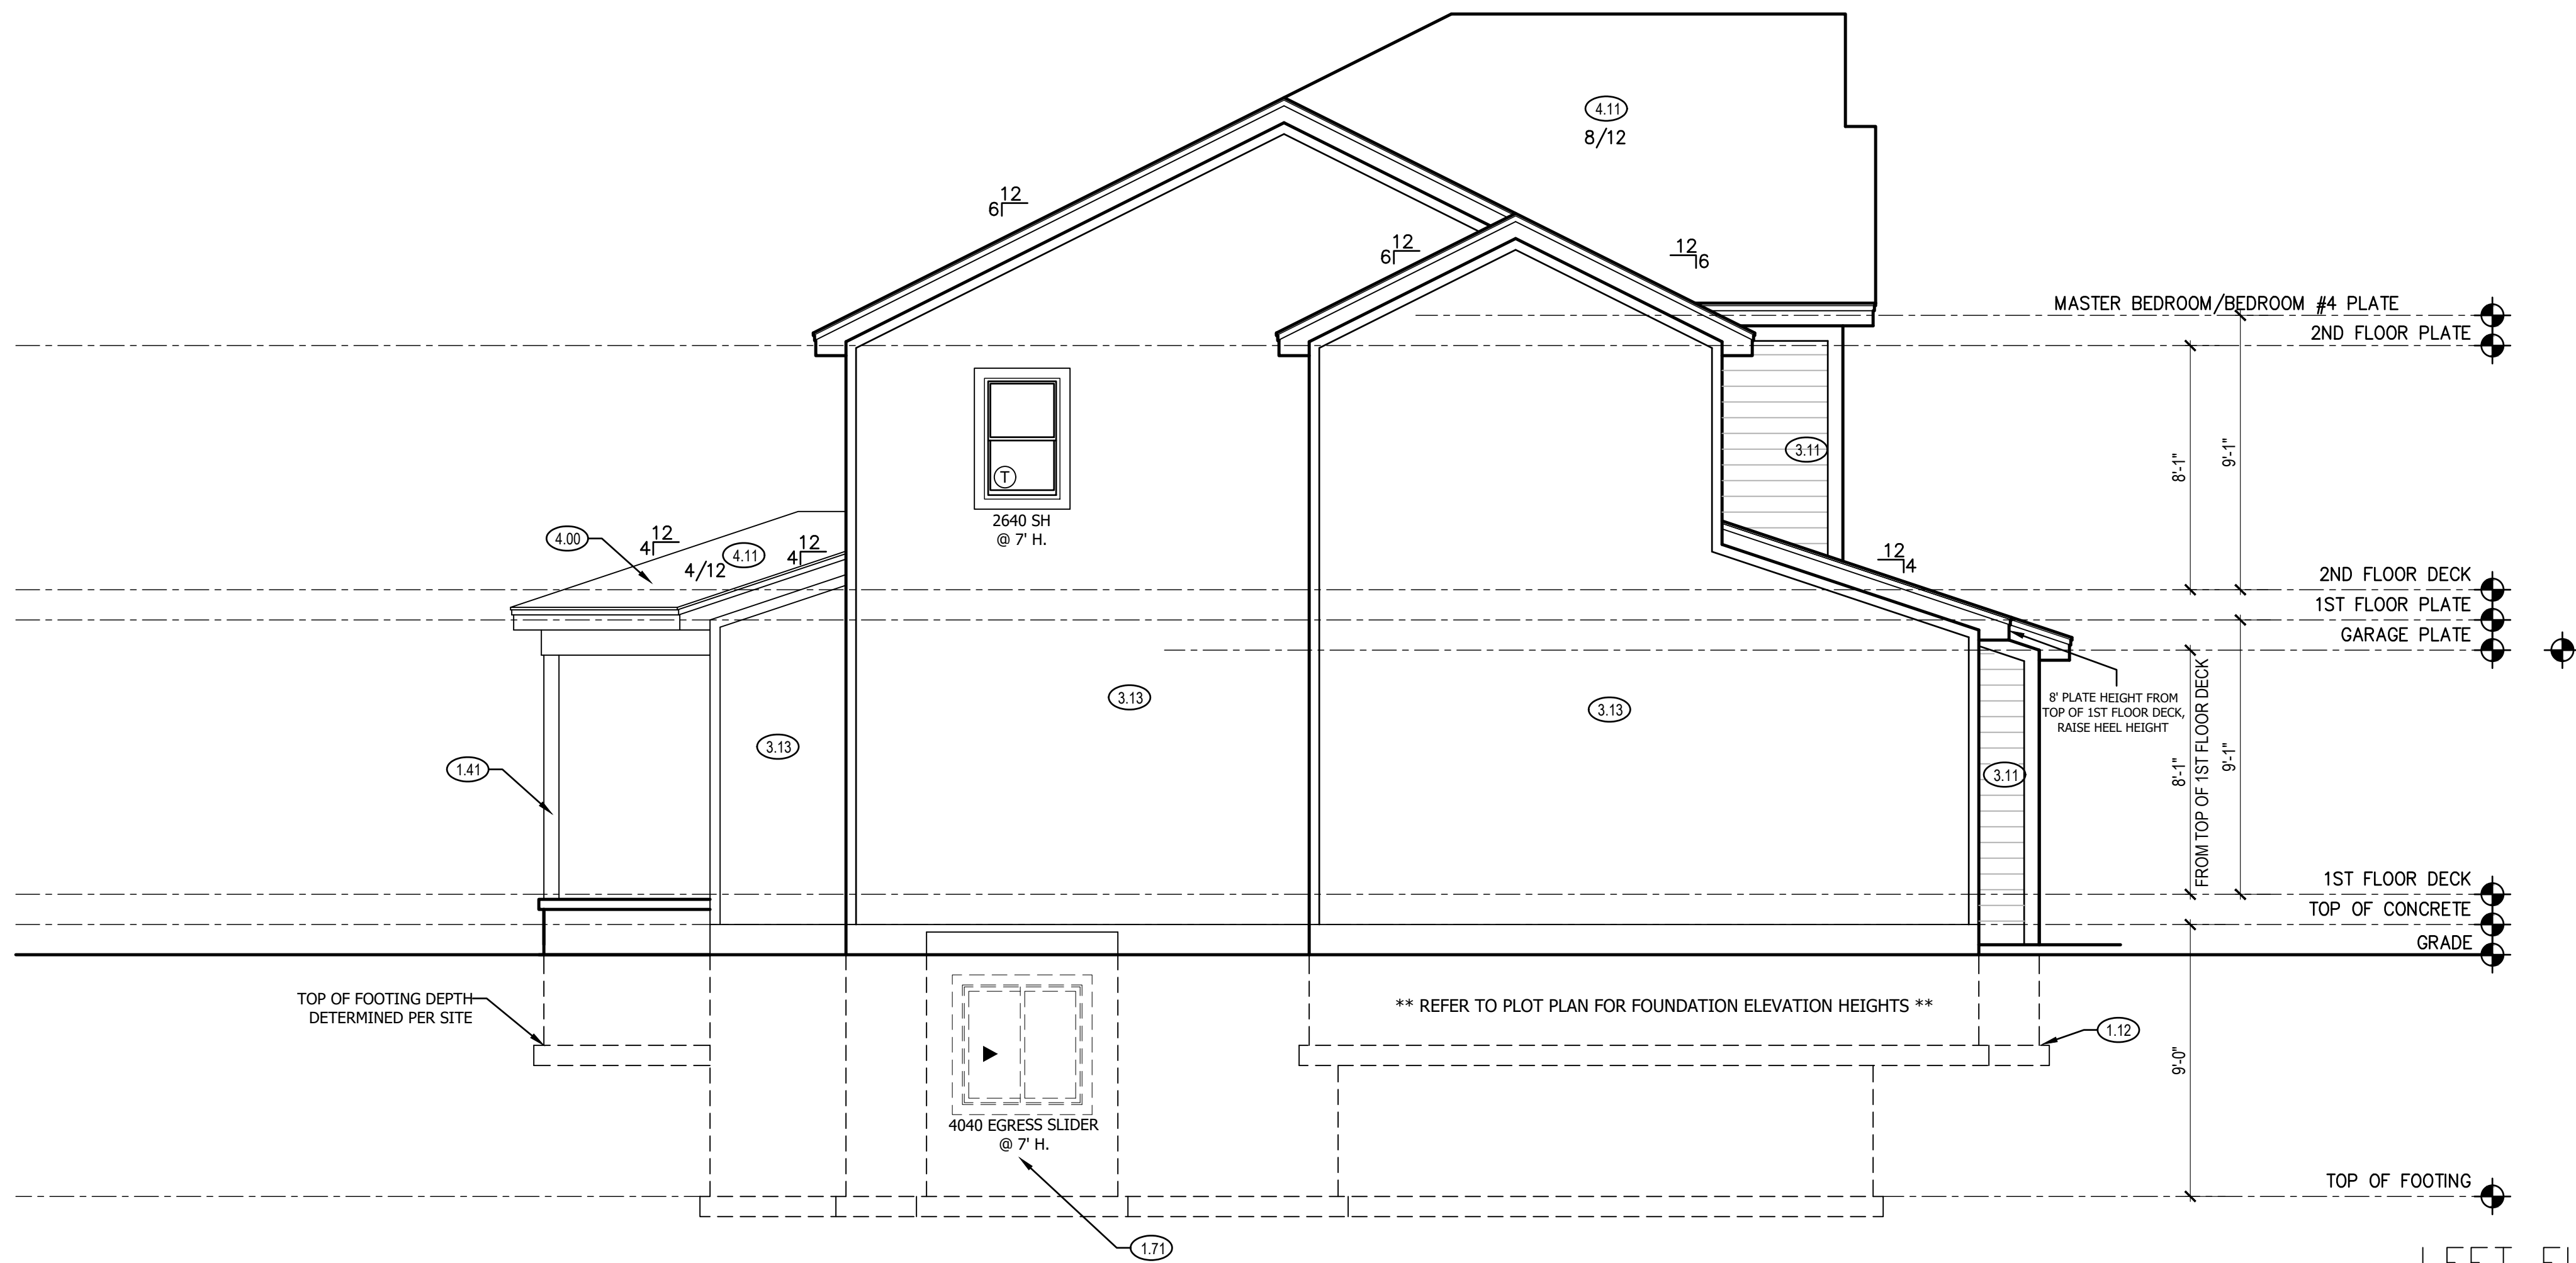 4.11
8/12
12
6
12
6
12
6
MASTER BEDROOM/BEDROOM #4 PLATE
2ND FLOOR PLATE
3.11
8'-1"
9'-1"
T
2640 SH
@ 7' H.
4.00
12
4
4.11
4/12
12
4
12
4
2ND FLOOR DECK
1ST FLOOR PLATE
GARAGE PLATE
8' PLATE HEIGHT FROM
TOP OF 1ST FLOOR DECK,
RAISE HEEL HEIGHT
3.13
3.13
3.13
1.41
3.11
8'-1"
FROM TOP OF 1ST FLOOR DECK
9'-1"
1ST FLOOR DECK
TOP OF CONCRETE
GRADE
TOP OF FOOTING DEPTH
DETERMINED PER SITE
** REFER TO PLOT PLAN FOR FOUNDATION ELEVATION HEIGHTS **
1.12
9'-0"
4040 EGRESS SLIDER
@ 7' H.
TOP OF FOOTING
1.71